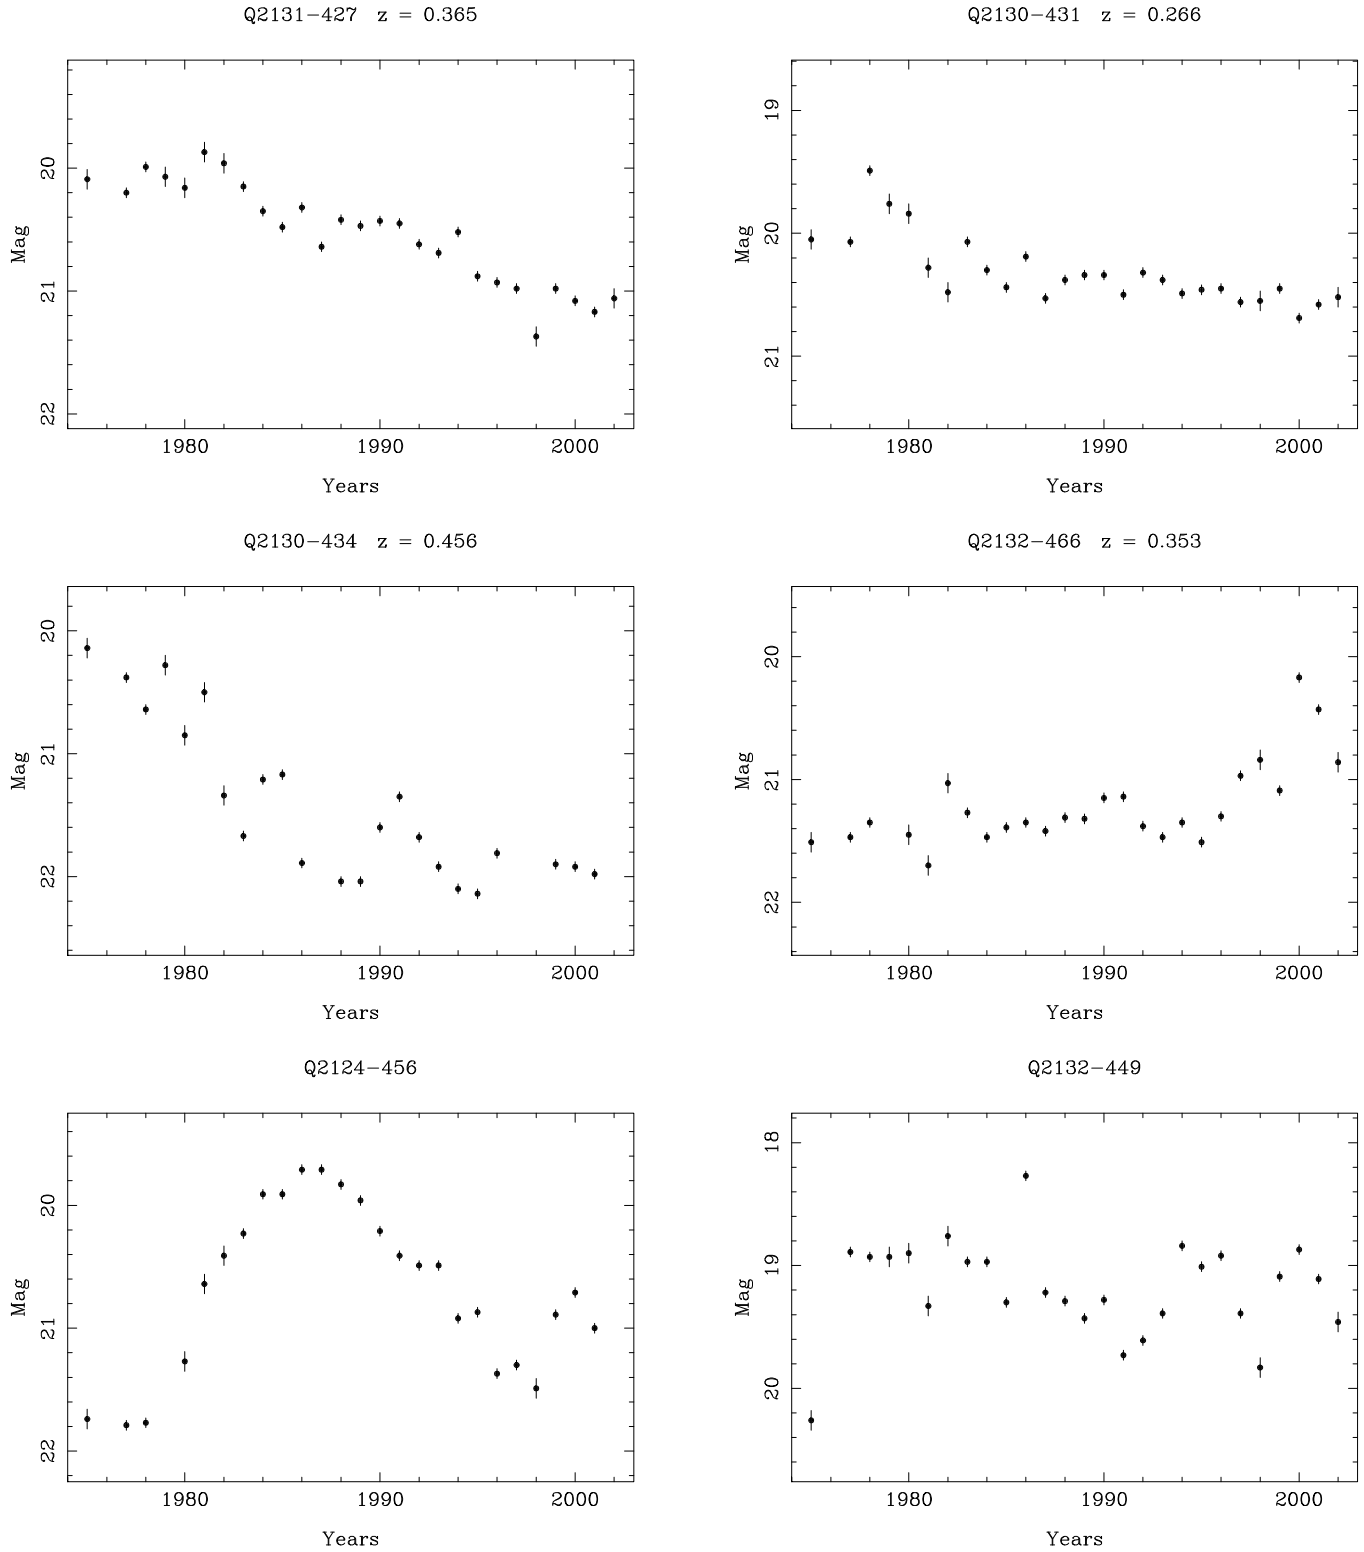 Q2131−427 z = 0.365
Mag
20
21
22
1980
1990
2000
Years
Q2130−431 z = 0.266
Mag
19
20
21
1980
1990
2000
Years
Q2130−434 z = 0.456
Mag
20
21
22
1980
1990
2000
Years
Q2132−466 z = 0.353
Mag
20
21
22
1980
1990
2000
Years
Q2124−456
Mag
20
21
22
1980
1990
2000
Years
Q2132−449
Mag
18
19
20
1980
1990
2000
Years